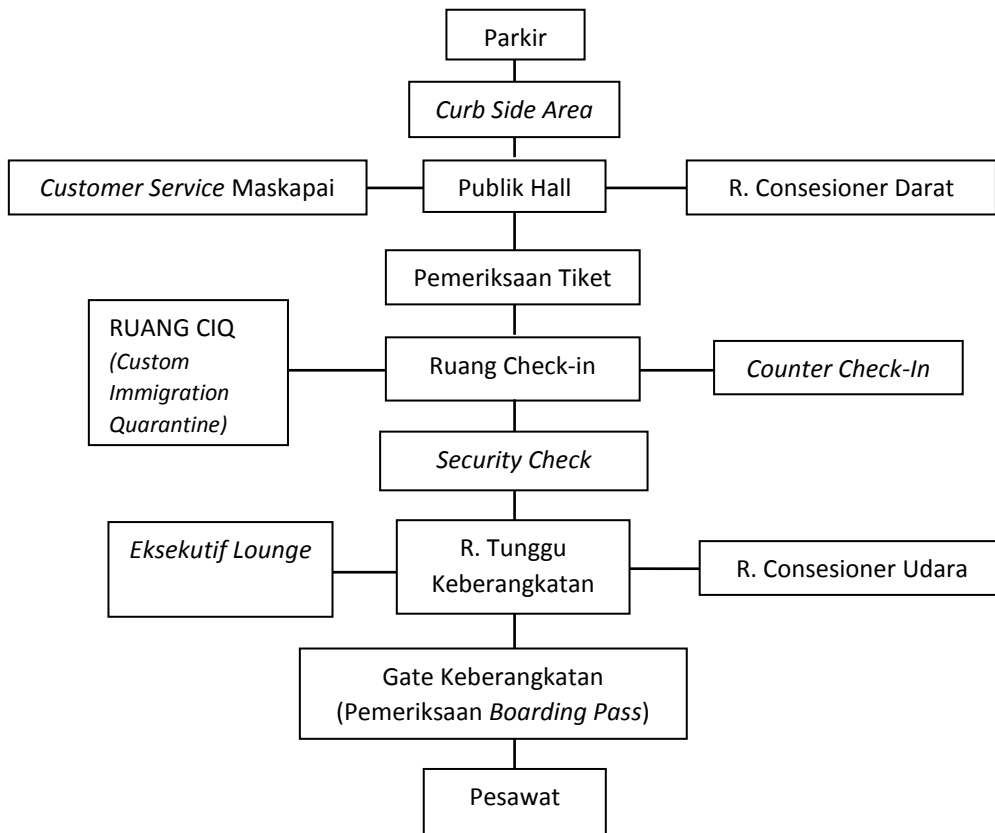 Parkir
Curb Side Area
Customer Service Maskapai
Publik Hall
R. Consesioner Darat
Pemeriksaan Tiket
RUANG CIQ
(Custom
Immigration
Quarantine)
Ruang Check-in
Counter Check-In
Security Check
Eksekutif Lounge
R. Tunggu
Keberangkatan
R. Consesioner Udara
Gate Keberangkatan
(Pemeriksaan Boarding Pass)
Pesawat